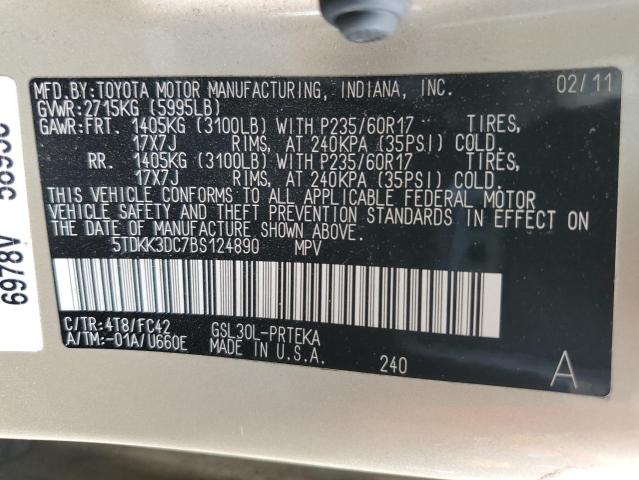 MFD.BY:TOYOTA MOTOR MANUFACTURING, INDIANA, INC. 02/11
GVWR:2715KG (5995LB)
GAWR:FRT. 1405KG (3100LB) WITH P235/60R17 TIRES,
17X7J RIMS, AT 240KPA (35PSI) COLD.
RR. 1405KG (3100LB) WITH P235/60R17 TIRES,
17X7J RIMS, AT 240KPA (35PSI) COLD.
THIS VEHICLE CONFORMS TO ALL APPLICABLE FEDERAL MOTOR
VEHICLE SAFETY AND THEFT PREVENTION STANDARDS IN EFFECT ON
THE DATE OF MANUFACTURE SHOWN ABOVE.
5TDKK3DC7BS124890 MPV
C/TR:4T8/FC42 GSL30L-PRTEKA
A/TM:-01A/U660E MADE IN U.S.A. 240 A
6978V